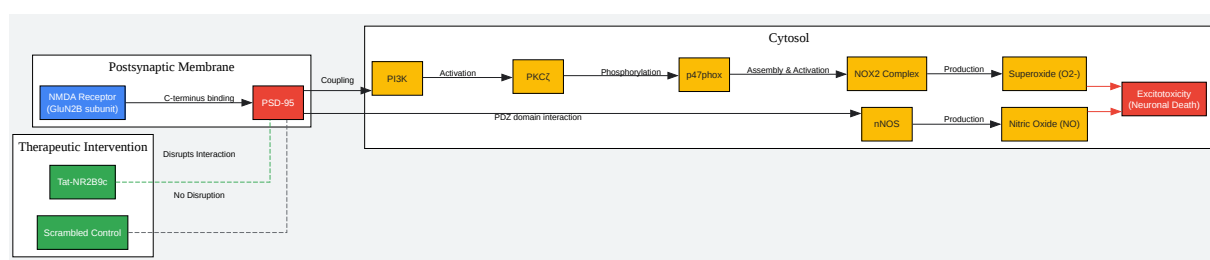 Cytosol
Postsynaptic Membrane
NMDA Receptor
(GluN2B subunit)
C-terminus binding
PSD-95
Coupling
PI3K
Activation
PKCζ
Phosphorylation
p47phox
Assembly & Activation
NOX2 Complex
Production
Superoxide (O2-)
Excitotoxicity
(Neuronal Death)
PDZ domain interaction
nNOS
Production
Nitric Oxide (NO)
Therapeutic Intervention
Disrupts Interaction
Tat-NR2B9c
No Disruption
Scrambled Control